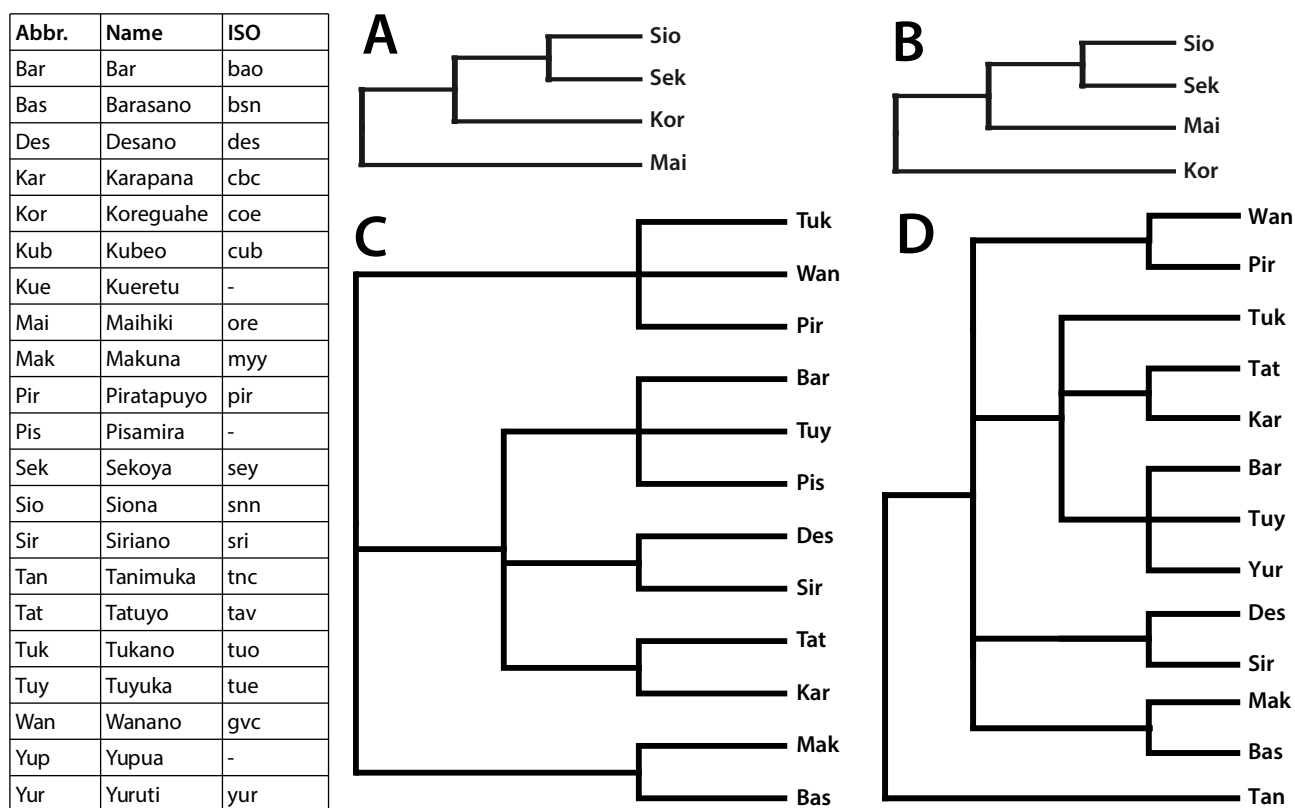 Abbr. Name ISO
Bar Bar bao
Bas Barasano bsn
Des Desano des
Kar Karapana cbc
Kor Koreguahe coe
Kub Kubeo cub
Kue Kueretu -
Mai Maihiki ore
Mak Makuna myy
Pir Piratapuyo pir
Pis Pisamira -
Sek Sekoya sey
Sio Siona snn
Sir Siriano sri
Tan Tanimuka tnc
Tat Tatuyo tav
Tuk Tukano tuo
Tuy Tuyuka tue
Wan Wanano gvc
Yup Yupua -
Yur Yuruti yur
A
Sio
Sek
Kor
Mai
B
Sio
Sek
Mai
Kor
C
Tuk
Wan
Pir
Bar
Tuy
Pis
Des
Sir
Tat
Kar
Mak
Bas
D
Wan
Pir
Tuk
Tat
Kar
Bar
Tuy
Yur
Des
Sir
Mak
Bas
Tan